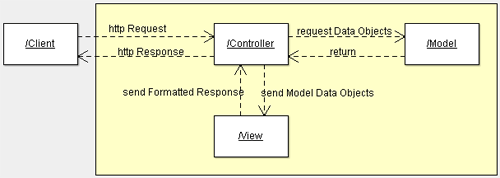 http Request
request Data Objects
/Client
/Controller
/Model
http Response
return
send Formatted Response
send Model Data Objects
/View